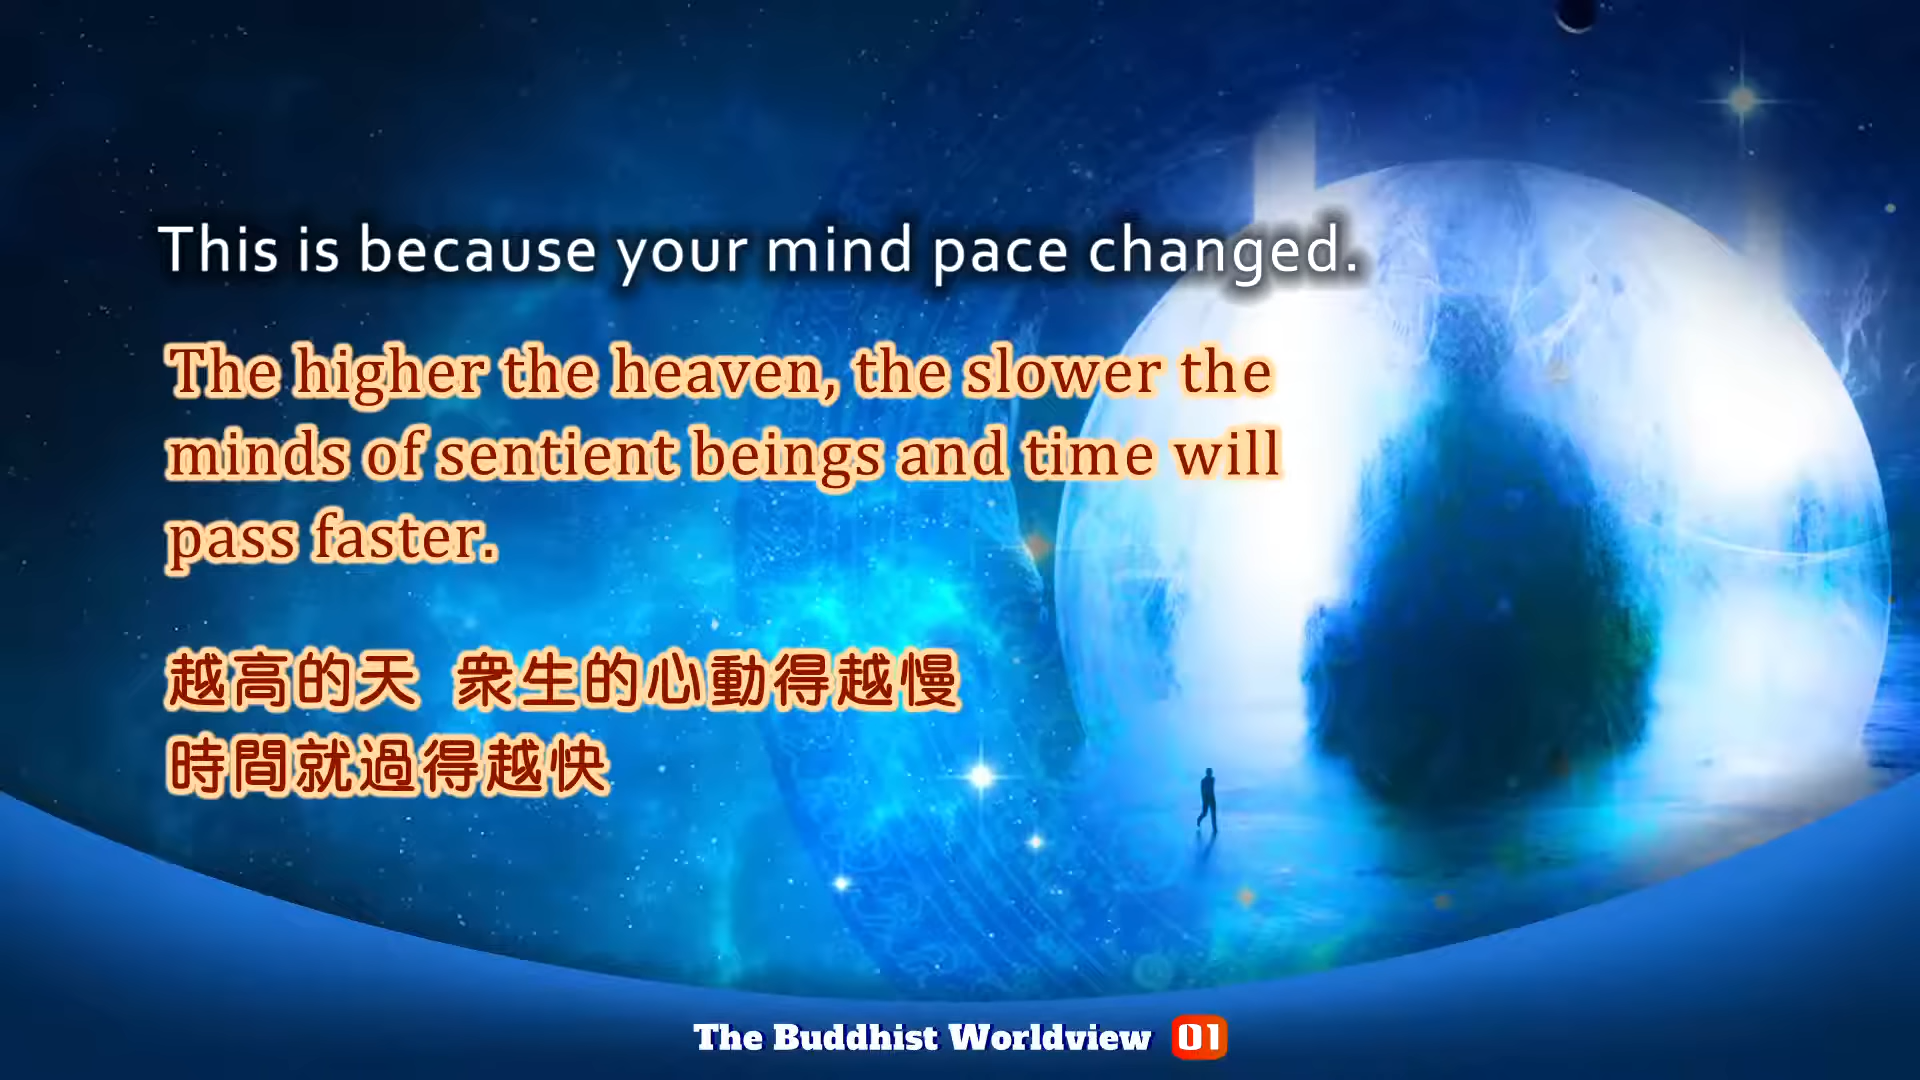 This is because your mind pace changed.
The higher the heaven, the slower the
minds of sentient beings and time will
pass faster.
越高的天 衆生的心動得越慢
時間就過得越快
The Buddhist Worldview 01